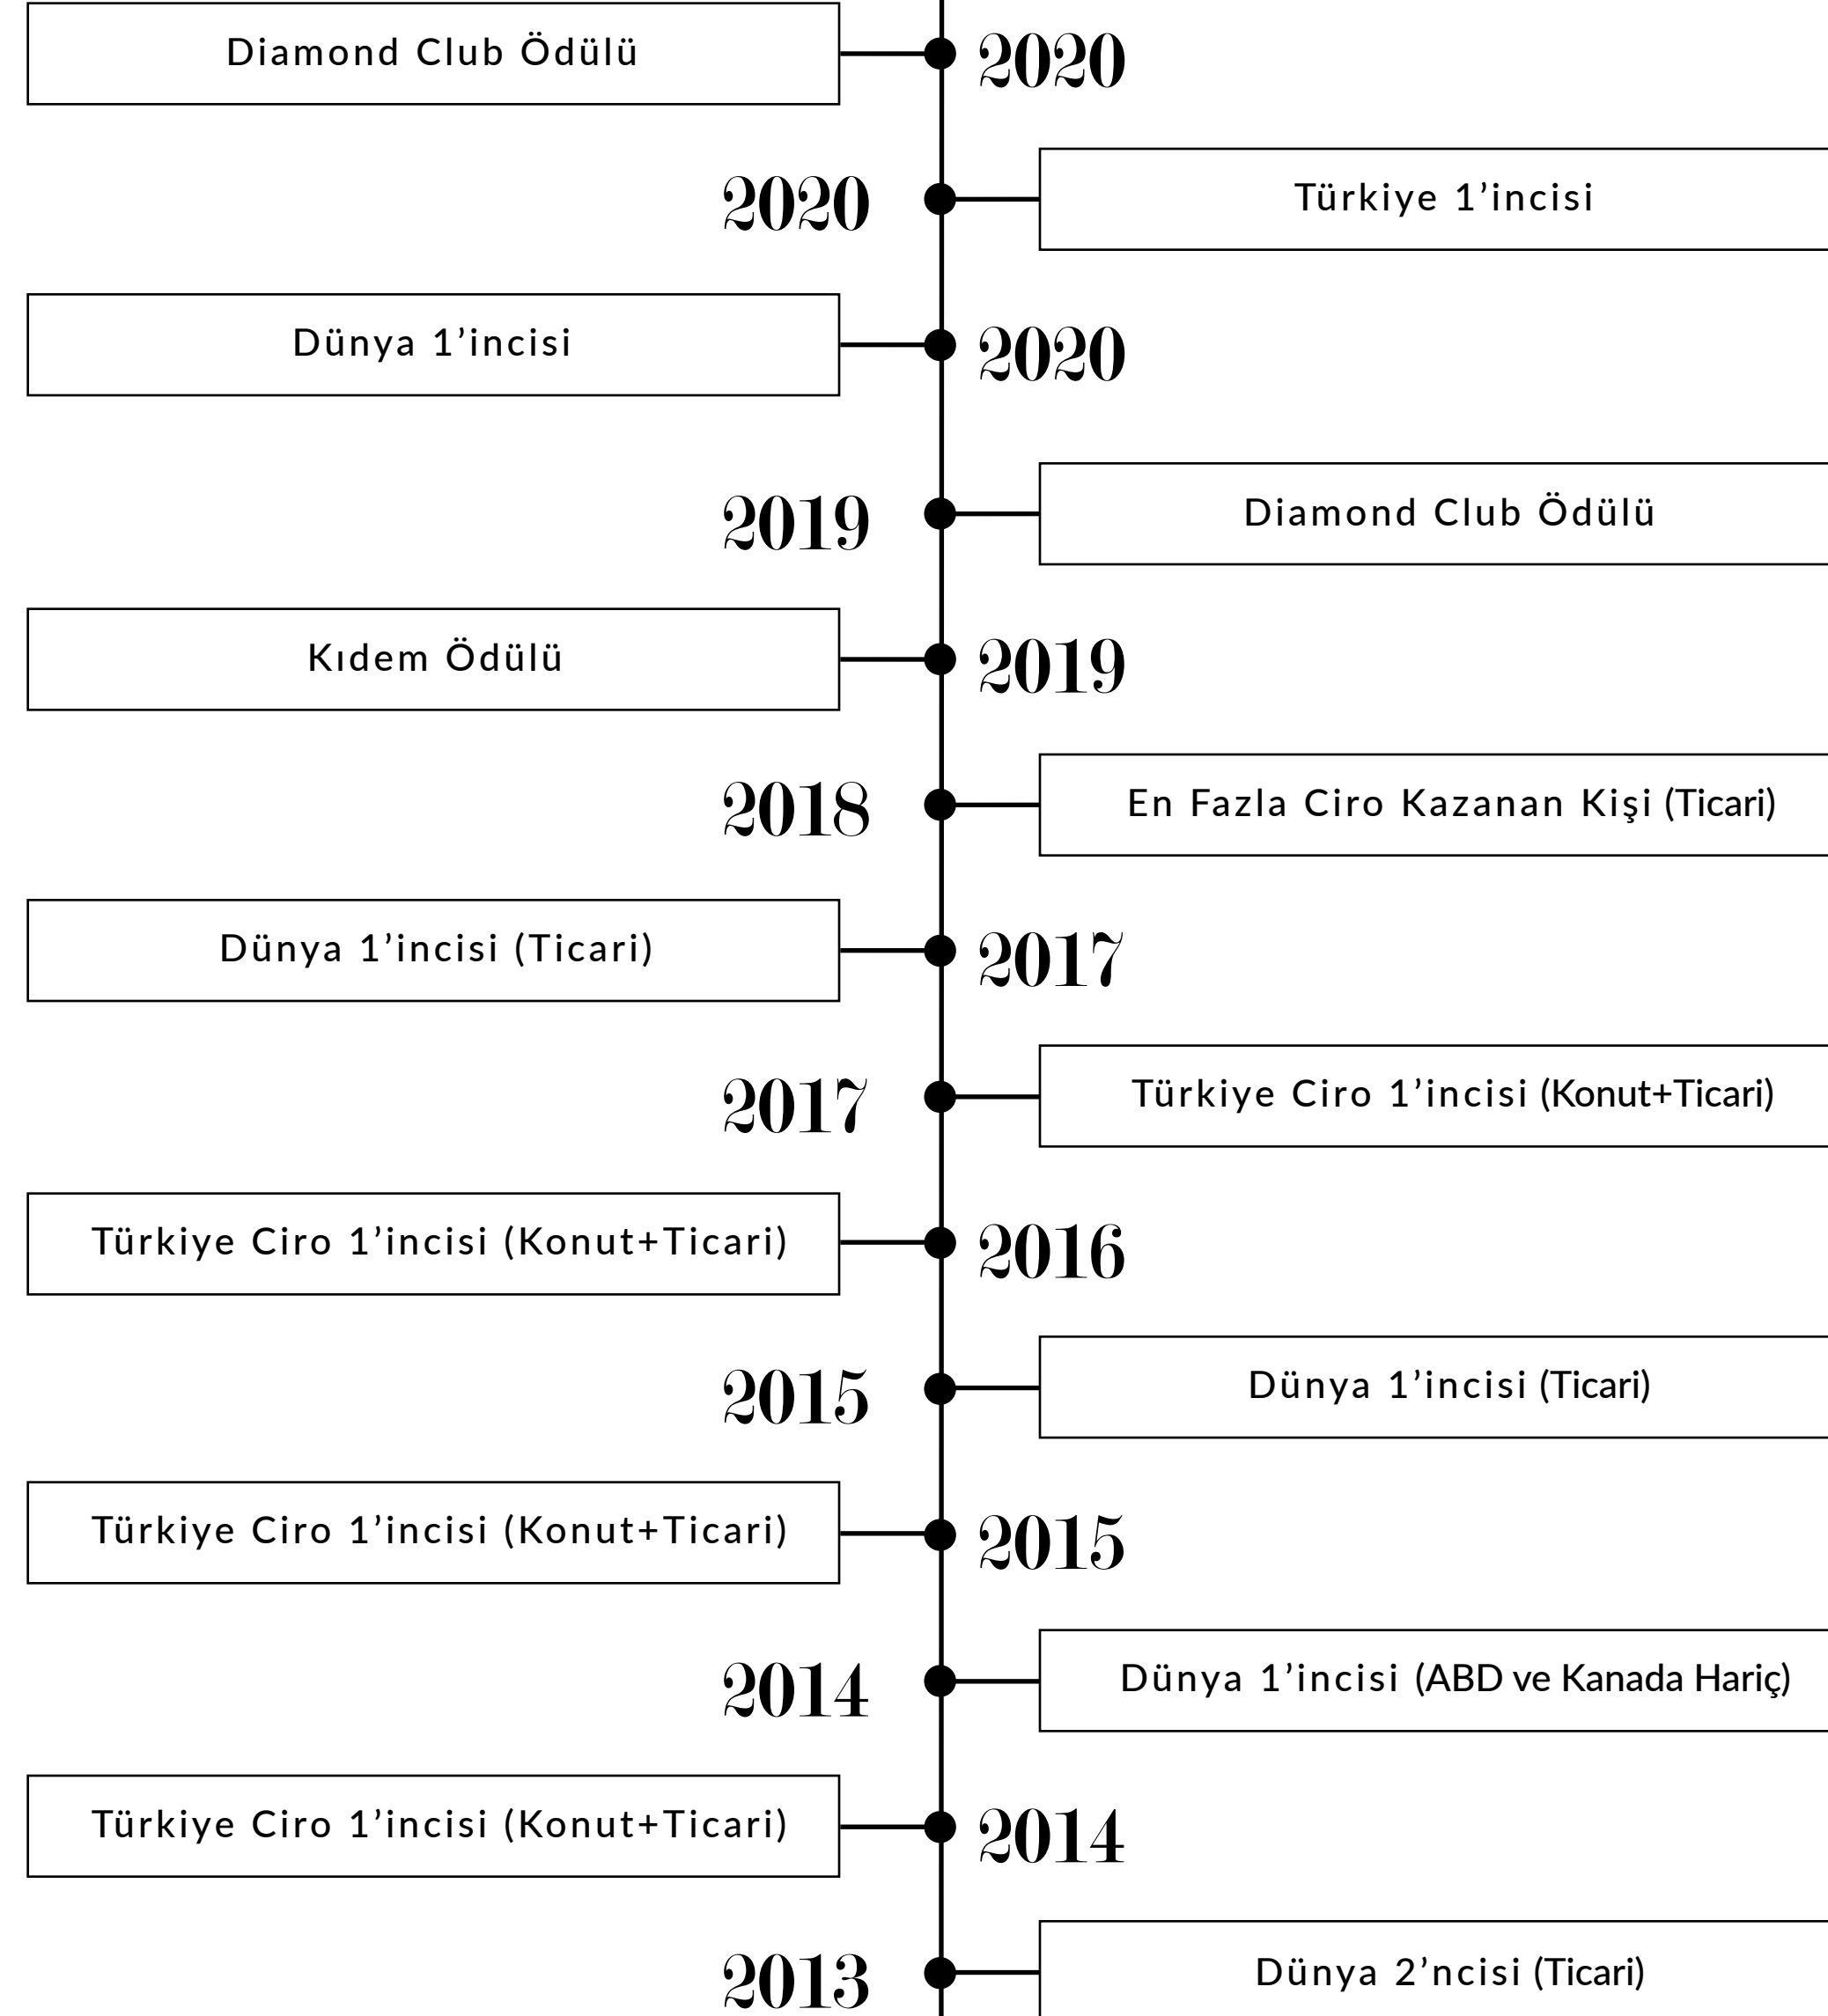 Diamond Club Ödülü
2020
2020
Türkiye 1’incisi
Dünya 1’incisi
2020
2019
Diamond Club Ödülü
Kıdem Ödülü
2019
2018
En Fazla Ciro Kazanan Kişi (Ticari)
Dünya 1’incisi (Ticari)
2017
2017
Türkiye Ciro 1’incisi (Konut+Ticari)
Türkiye Ciro 1’incisi (Konut+Ticari)
2016
2015
Dünya 1’incisi (Ticari)
Türkiye Ciro 1’incisi (Konut+Ticari)
2015
2014
Dünya 1’incisi (ABD ve Kanada Hariç)
Türkiye Ciro 1’incisi (Konut+Ticari)
2014
2013
Dünya 2’ncisi (Ticari)